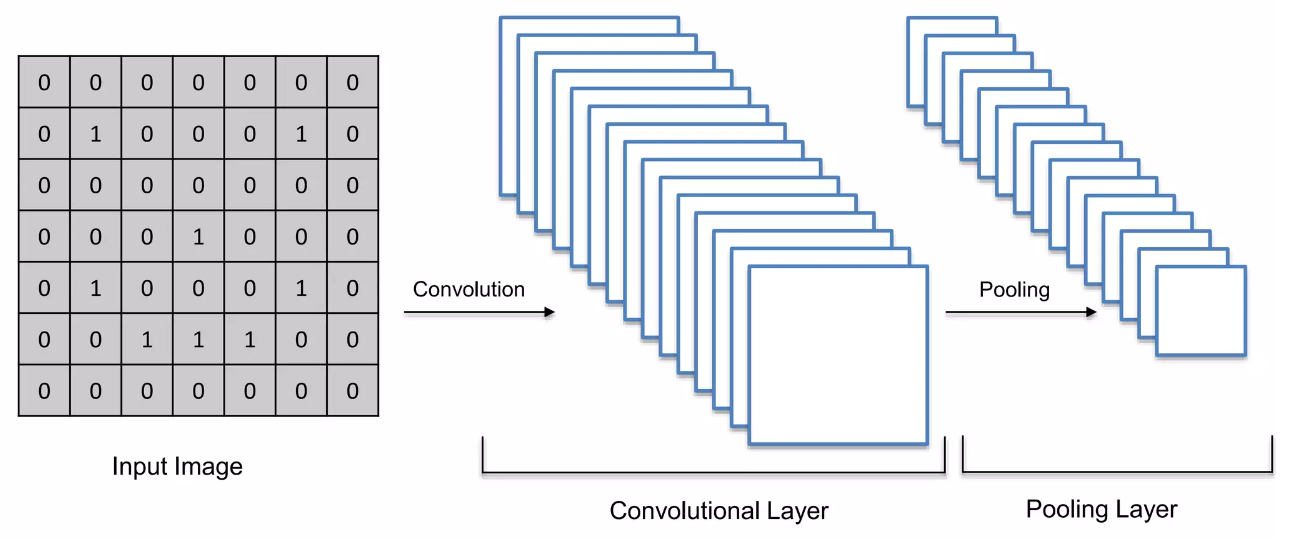 0 0 0 0 0 0 0
0 1 0 0 0 1 0
0 0 0 0 0 0 0
0 0 0 1 0 0 0
0 1 0 0 0 1 0
0 0 1 1 1 0 0
0 0 0 0 0 0 0
Input Image
Convolution
Convolutional Layer
Pooling
Pooling Layer